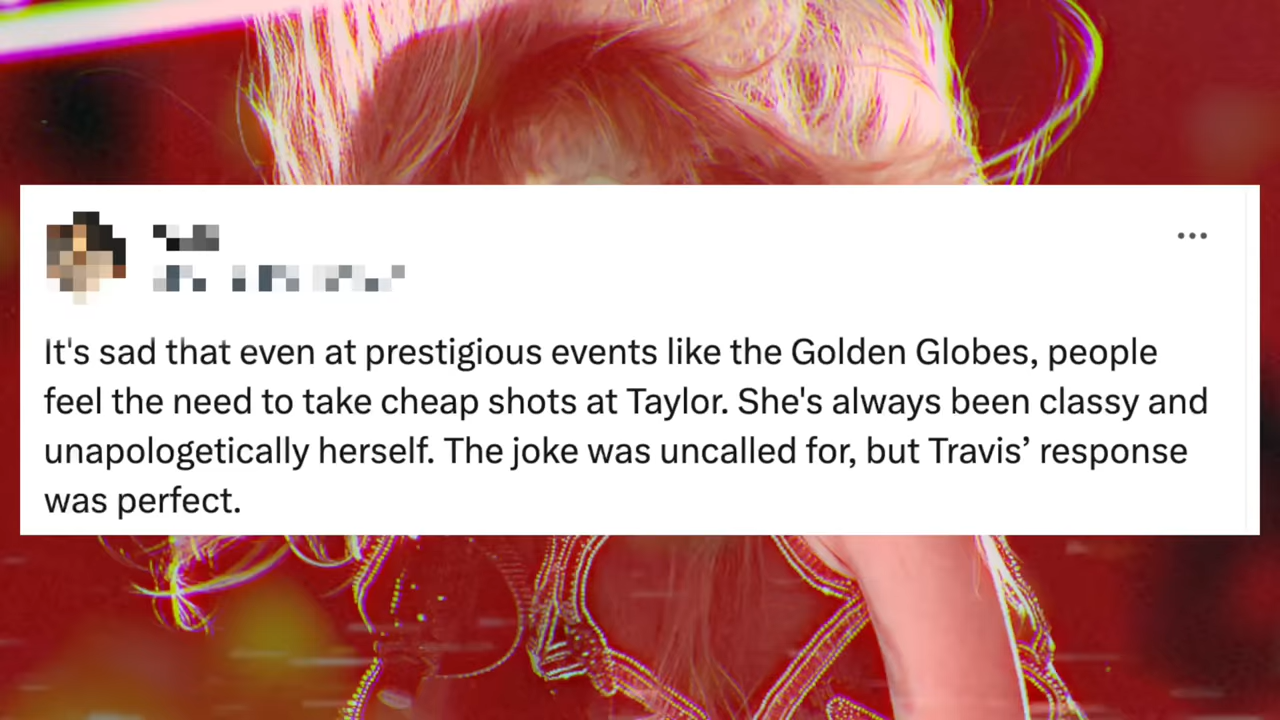 It's sad that even at prestigious events like the Golden Globes, people
feel the need to take cheap shots at Taylor. She's always been classy and
unapologetically herself. The joke was uncalled for, but Travis’ response
was perfect.